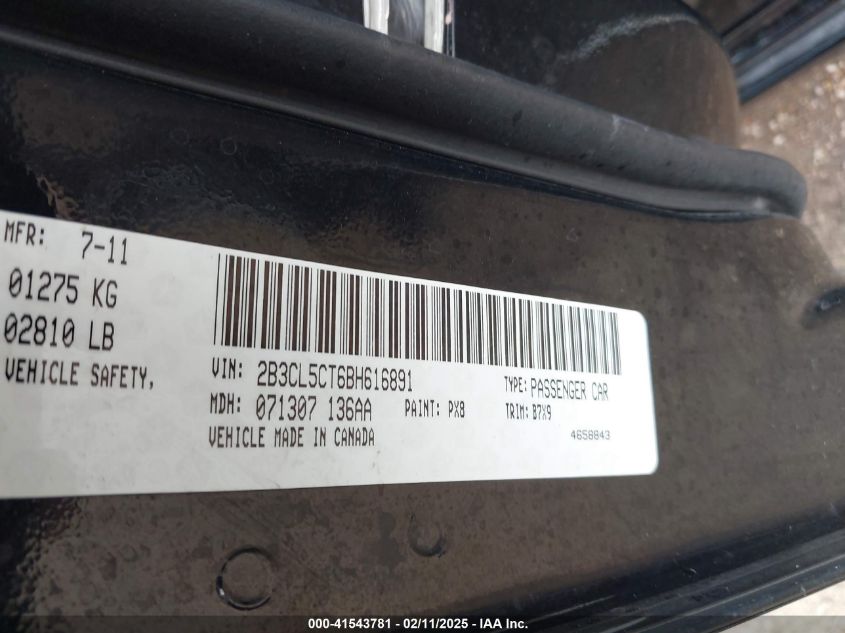 MFR: 7-11
01275 KG
02810 LB
VEHICLE SAFETY,
VIN: 2B3CL5CT6BH616891
TYPE: PASSENGER CAR
MDH: 071307 136AA PAINT: PX8 TRIM: B7X9
VEHICLE MADE IN CANADA
4658843
000-41543781 - 02/11/2025 - IAA Inc.